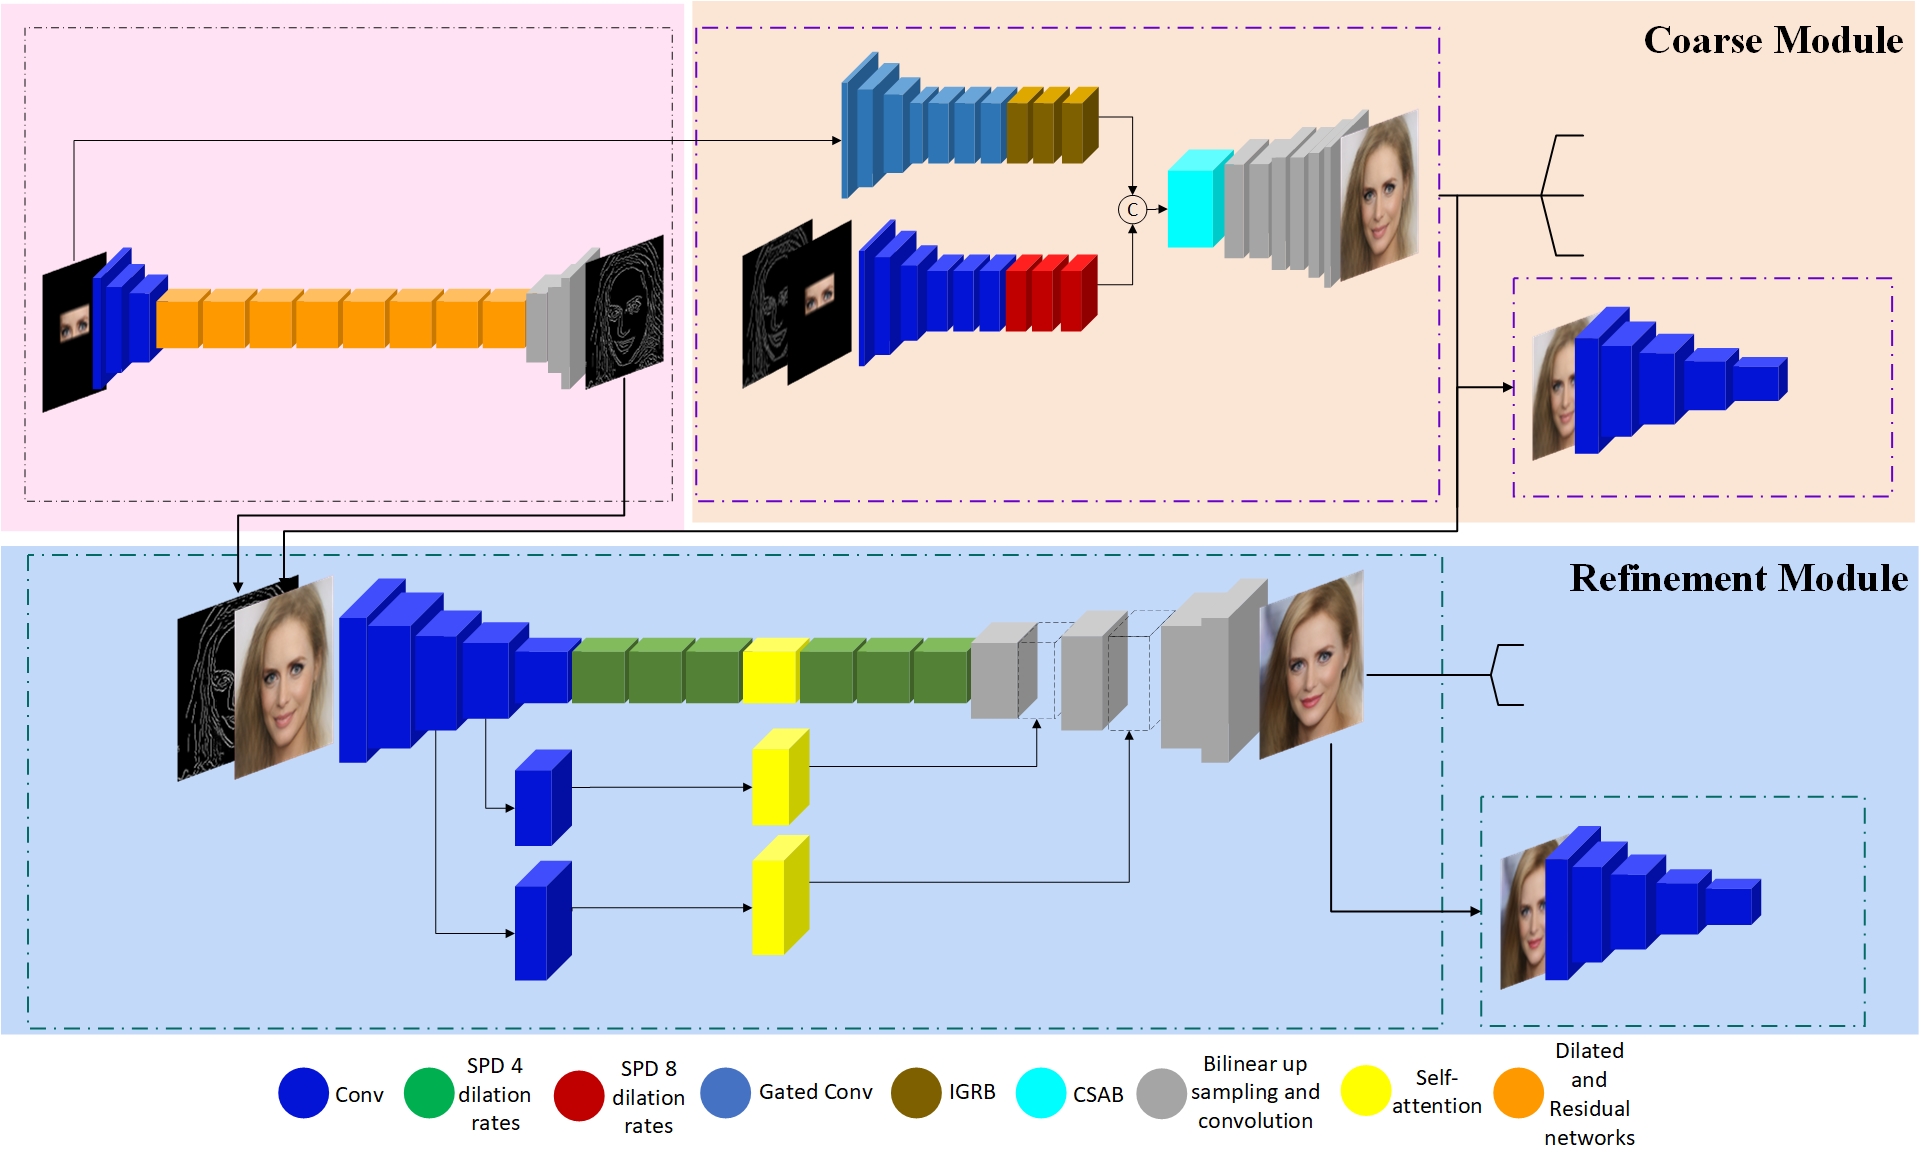 Coarse Module
C
Refinement Module
Conv
SPD 4
dilation
rates
SPD 8
dilation
rates
Gated Conv
IGRB
CSAB
Bilinear up
sampling and
convolution
Self-
attention
Dilated
and
Residual
networks